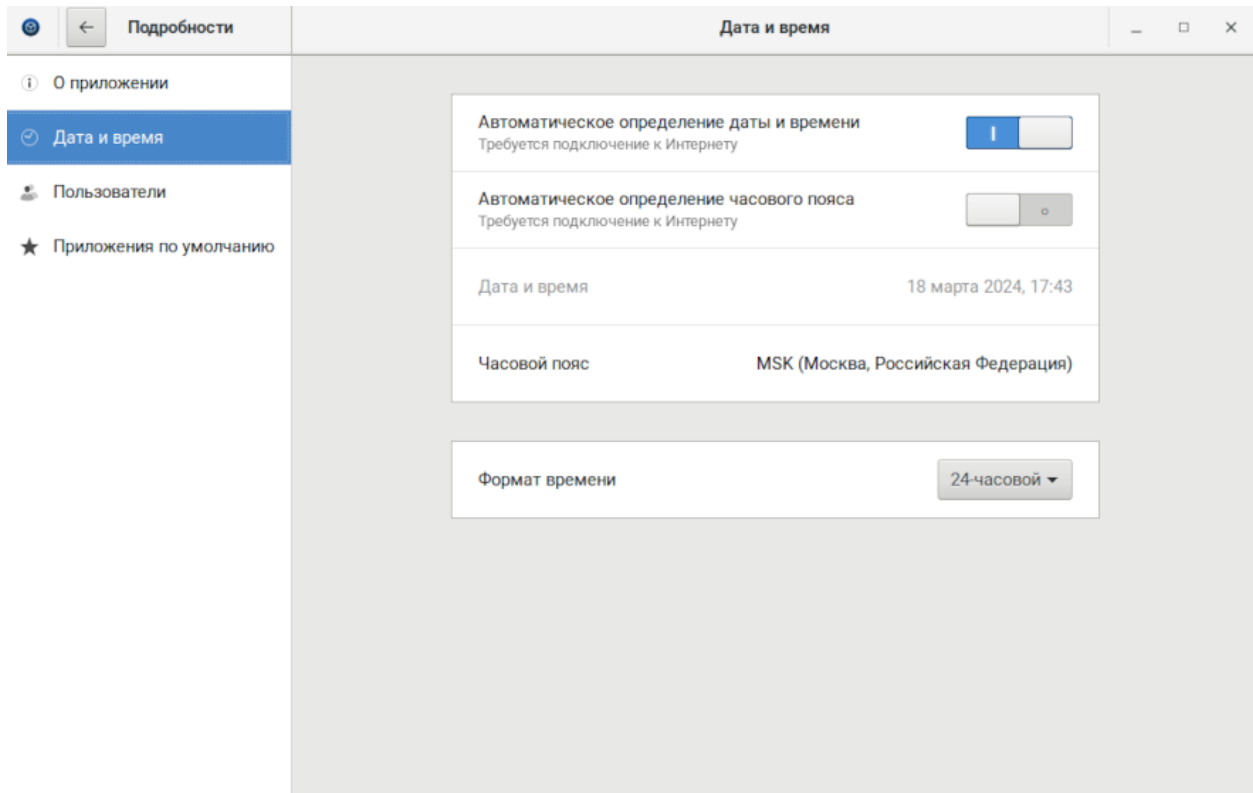 Подробности
Дата и время
О приложении
Дата и время
Пользователи
Приложения по умолчанию
Автоматическое определение даты и времени
Требуется подключение к Интернету
Автоматическое определение часового пояса
Требуется подключение к Интернету
Дата и время 18 марта 2024, 17:43
Часовой пояс MSK (Москва, Российская Федерация)
Формат времени 24-часовой